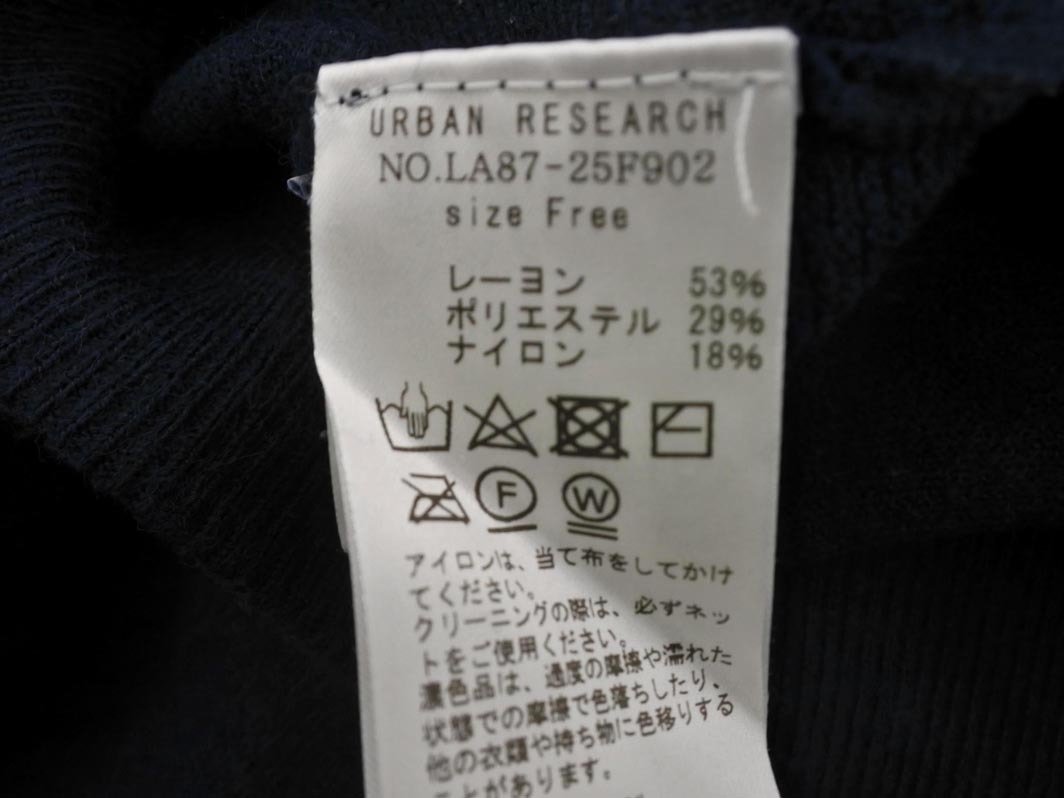 URBAN RESEARCH
NO.LA87-25F902
size Free
レーヨン 53%
ポリエステル 29%
ナイロン 18%
F W
アイロンは、当て布をしてかけ
てください。
クリーニングの際は、必ずネッ
トをご使用ください。
濃色品は、過度の摩擦や濡れた
状態での摩擦で色落ちしたり、
他の衣類や持ち物に色移りする
ことがあります。